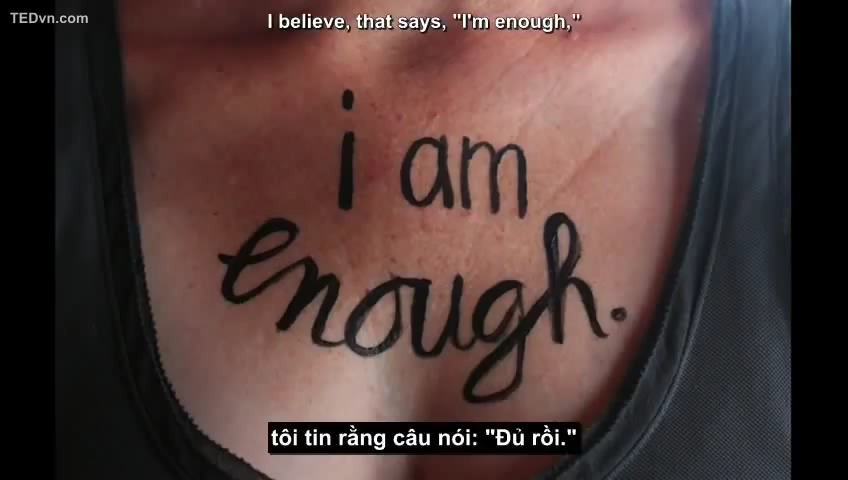 TEDvn.com
I believe, that says, "I'm enough,"
i am
enough.
tôi tin rằng câu nói: "Đủ rồi."